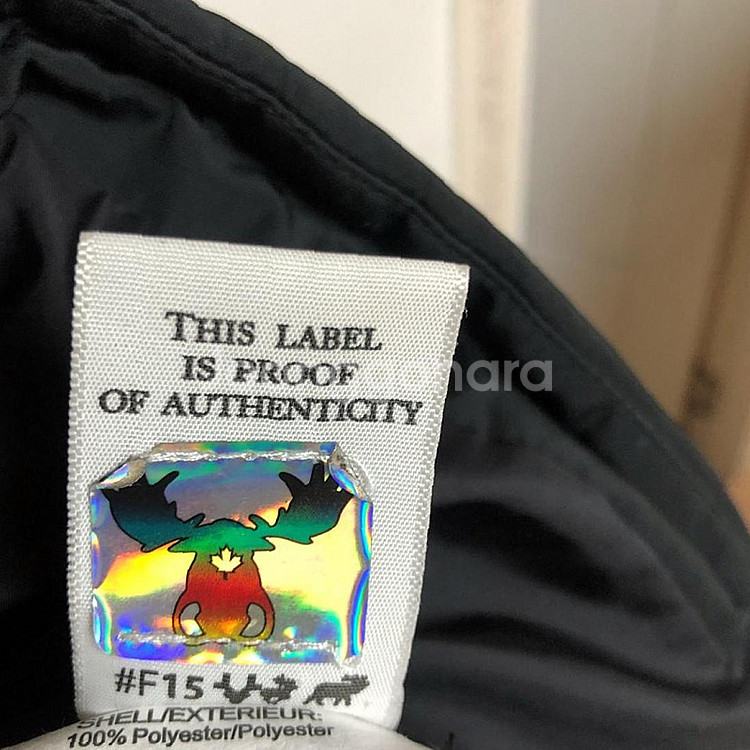 THIS LABEL
IS PROOF
OF AUTHENTICITY
#F15
SHELL/EXTERIEUR:
100% Polyester/Polyester